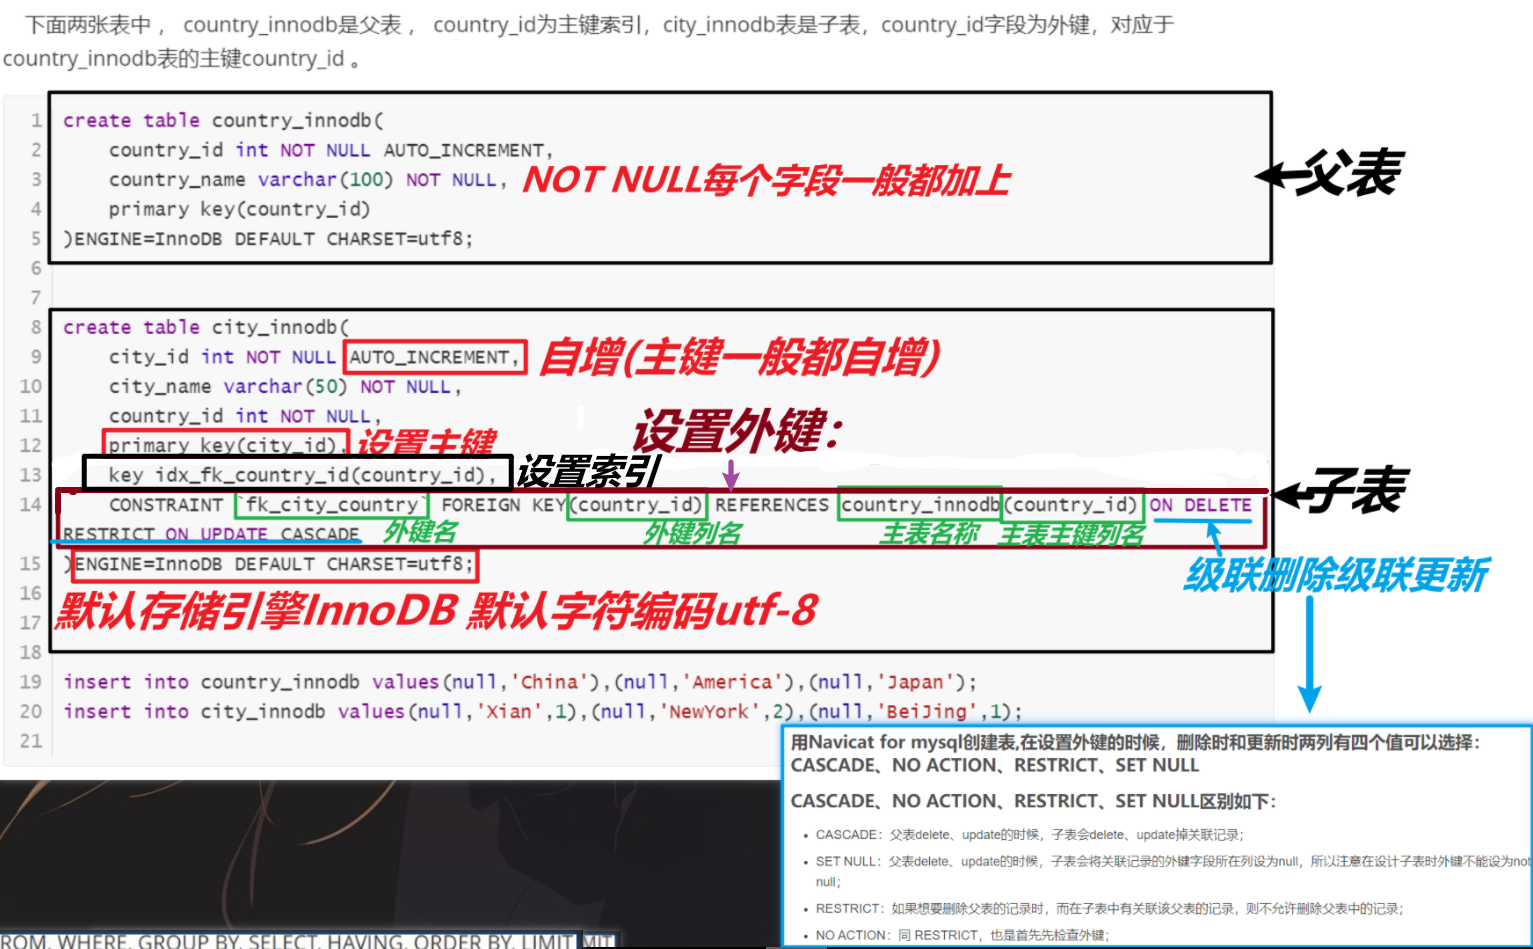 下面两张表中， country_innodb是父表， country_id为主键索引，city_innodb表是子表，country_id字段为外键，对应于
country_innodb表的主键country_id 。
1 create table country_innodb(
2 country_id int NOT NULL AUTO_INCREMENT,
3 country_name varchar(100) NOT NULL, NOT NULL每个字段一般都加上
父表
4 primary key(country_id)
5 )ENGINE=InnoDB DEFAULT CHARSET=utf8;
6
7
8 create table city_innodb(
9 city_id int NOT NULL AUTO_INCREMENT, 自增(主键一般都自增)
10 city_name varchar(50) NOT NULL,
11 country_id int NOT NULL,
设置外键：
12 primary key(city_id), 设置主键
13 key idx_fk_country_id(country_id), 设置索引
子表
14 CONSTRAINT `fk_city_country` FOREIGN KEY(country_id) REFERENCES country_innodb(country_id) ON DELETE
RESTRICT ON UPDATE CASCADE 外键名 外键列名 主表名称 主表主键列名
15 )ENGINE=InnoDB DEFAULT CHARSET=utf8;
级联删除级联更新
16 默认存储引擎InnoDB 默认字符编码utf-8
17
18
19 insert into country_innodb values(null,'China'),(null,'America'),(null,'Japan');
20 insert into city_innodb values(null,'Xian',1),(null,'NewYork',2),(null,'BeiJing',1);
21
用Navicat for mysql创建表,在设置外键的时候，删除时和更新时两列有四个值可以选择：
CASCADE、NO ACTION、RESTRICT、SET NULL
CASCADE、NO ACTION、RESTRICT、SET NULL区别如下：
• CASCADE：父表delete、update的时候，子表会delete、update掉关联记录；
• SET NULL：父表delete、update的时候，子表会将关联记录的外键字段所在列设为null，所以注意在设计子表时外键不能设为not
null；
• RESTRICT：如果想要删除父表的记录时，而在子表中有关联该父表的记录，则不允许删除父表中的记录；
• NO ACTION：同 RESTRICT，也是首先先检查外键；
ROM, WHERE, GROUP BY, SELECT, HAVING, ORDER BY, LIMIT MIT